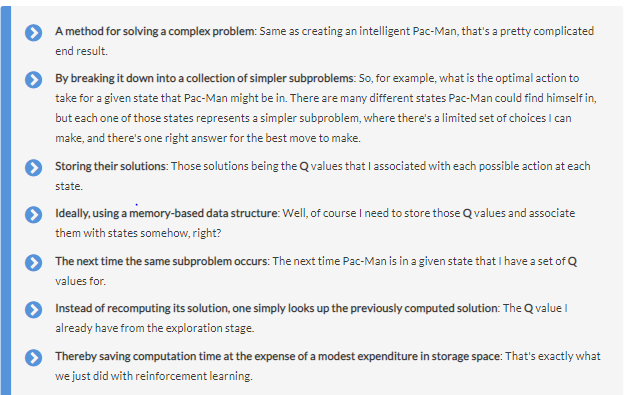 A method for solving a complex problem: Same as creating an intelligent Pac-Man, that's a pretty complicated
end result.
By breaking it down into a collection of simpler subproblems: So, for example, what is the optimal action to
take for a given state that Pac-Man might be in. There are many different states Pac-Man could find himself in,
but each one of those states represents a simpler subproblem, where there's a limited set of choices I can
make, and there's one right answer for the best move to make.
Storing their solutions: Those solutions being the Q values that I associated with each possible action at each
state.
Ideally, using a memory-based data structure: Well, of course I need to store those Q values and associate
them with states somehow, right?
The next time the same subproblem occurs: The next time Pac-Man is in a given state that I have a set of Q
values for.
Instead of recomputing its solution, one simply looks up the previously computed solution: The Q value I
already have from the exploration stage.
Thereby saving computation time at the expense of a modest expenditure in storage space: That's exactly what
we just did with reinforcement learning.